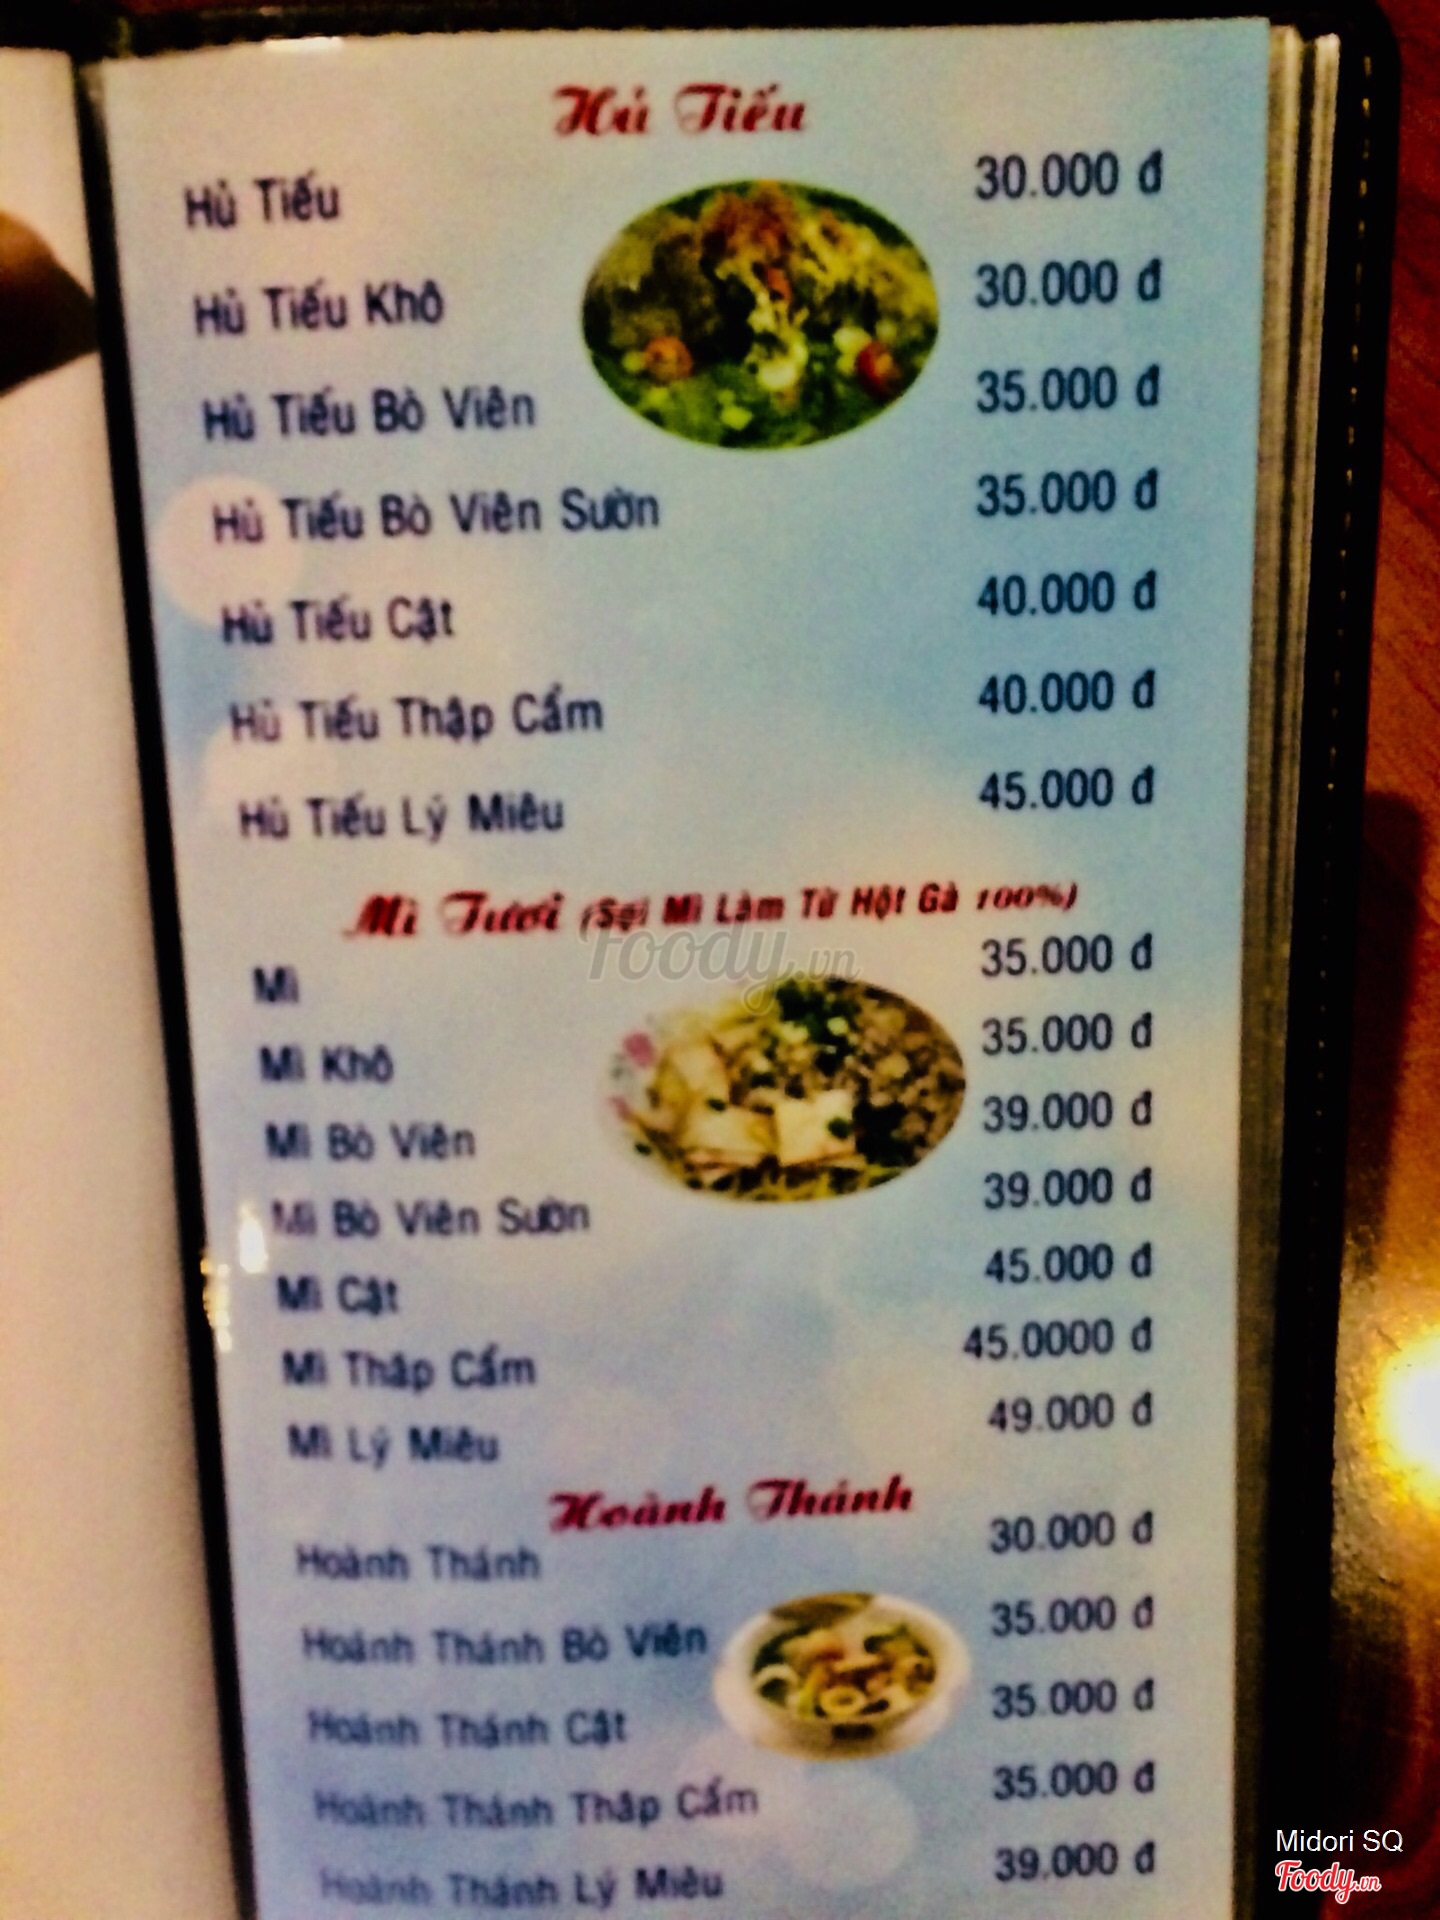 Hủ Tiếu
Hủ Tiếu 30.000 đ
Hủ Tiếu Khô 30.000 đ
Hủ Tiếu Bò Viên 35.000 đ
Hủ Tiếu Bò Viên Sườn 35.000 đ
Hủ Tiếu Cật 40.000 đ
Hủ Tiếu Thập Cẩm 40.000 đ
Hủ Tiếu Lý Miêu 45.000 đ
Mì Tươi (Sợi Mì Làm Từ Hột Gà 100%)
Foody.vn
Mì 35.000 đ
Mì Khô 35.000 đ
Mì Bò Viên 39.000 đ
Mì Bò Viên Sườn 39.000 đ
Mì Cật 45.000 đ
Mì Thập Cẩm 45.0000 đ
Mì Lý Miêu 49.000 đ
Hoành Thánh
Hoành Thánh 30.000 đ
Hoành Thánh Bò Viên 35.000 đ
Hoành Thánh Cật 35.000 đ
Hoành Thánh Thập Cẩm 35.000 đ
Hoành Thánh Lý Miêu 39.000 đ
Midori SQ
Foody.vn